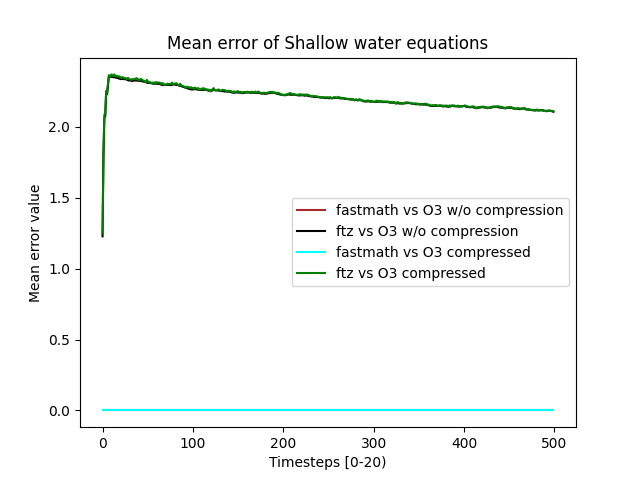 Mean error of Shallow water equations
Mean error value
2.0
1.5
1.0
0.5
0.0
fastmath vs O3 w/o compression
ftz vs O3 w/o compression
fastmath vs O3 compressed
ftz vs O3 compressed
0 100 200 300 400 500
Timesteps [0-20)